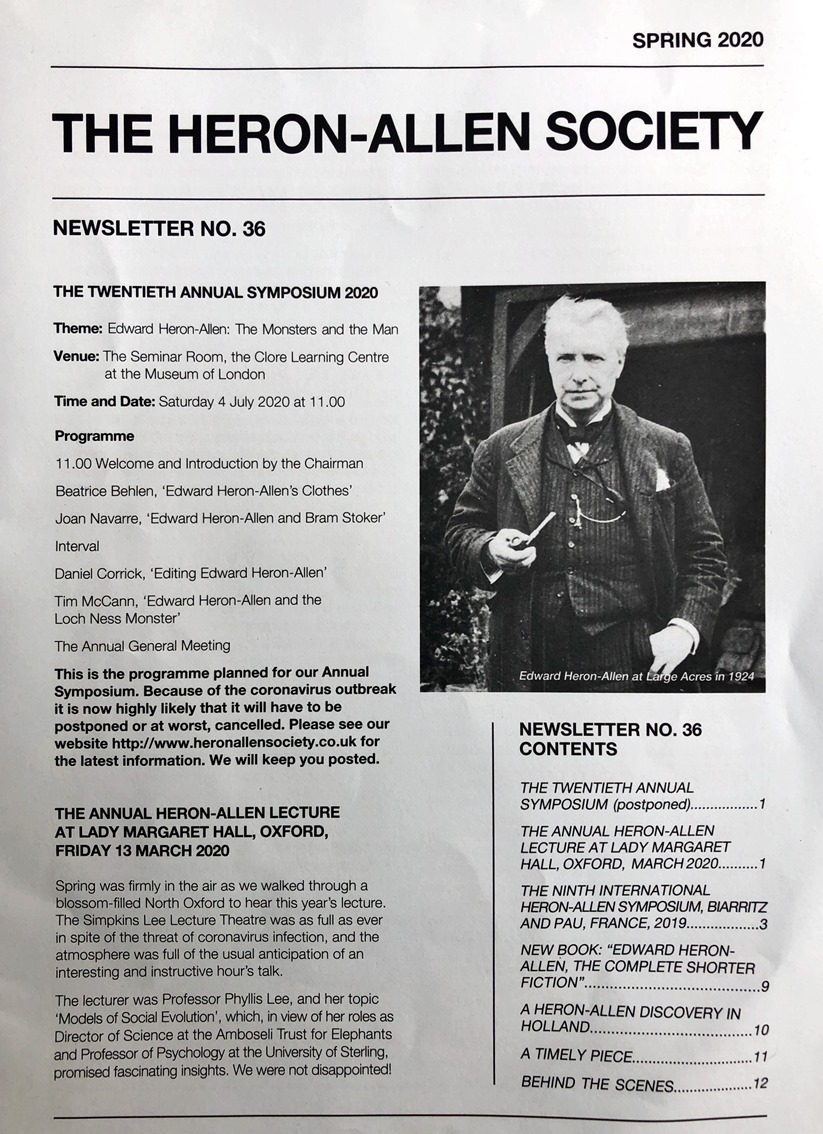 SPRING 2020
THE HERON-ALLEN SOCIETY
NEWSLETTER NO. 36
THE TWENTIETH ANNUAL SYMPOSIUM 2020
Theme: Edward Heron-Allen: The Monsters and the Man
Venue: The Seminar Room, the Clore Learning Centre
at the Museum of London
Time and Date: Saturday 4 July 2020 at 11.00
Programme
11.00 Welcome and Introduction by the Chairman
Beatrice Behlen, ‘Edward Heron-Allen’s Clothes’
Joan Navarre, ‘Edward Heron-Allen and Bram Stoker’
Interval
Daniel Corrick, ‘Editing Edward Heron-Allen’
Tim McCann, ‘Edward Heron-Allen and the
Loch Ness Monster’
The Annual General Meeting
This is the programme planned for our Annual
Symposium. Because of the coronavirus outbreak
it is now highly likely that it will have to be
postponed or at worst, cancelled. Please see our
website http://www.heronallensociety.co.uk for
the latest information. We will keep you posted.
THE ANNUAL HERON-ALLEN LECTURE
AT LADY MARGARET HALL, OXFORD,
FRIDAY 13 MARCH 2020
Spring was firmly in the air as we walked through a
blossom-filled North Oxford to hear this year’s lecture.
The Simpkins Lee Lecture Theatre was as full as ever
in spite of the threat of coronavirus infection, and the
atmosphere was full of the usual anticipation of an
interesting and instructive hour’s talk.
The lecturer was Professor Phyllis Lee, and her topic
‘Models of Social Evolution’, which, in view of her roles as
Director of Science at the Amboseli Trust for Elephants
and Professor of Psychology at the University of Sterling,
promised fascinating insights. We were not disappointed!
Edward Heron-Allen at Large Acres in 1924
NEWSLETTER NO. 36
CONTENTS
THE TWENTIETH ANNUAL
SYMPOSIUM (postponed).................1
THE ANNUAL HERON-ALLEN
LECTURE AT LADY MARGARET
HALL, OXFORD, MARCH 2020..........1
THE NINTH INTERNATIONAL
HERON-ALLEN SYMPOSIUM, BIARRITZ
AND PAU, FRANCE, 2019...................3
NEW BOOK: “EDWARD HERON-
ALLEN, THE COMPLETE SHORTER
FICTION”..............................................9
A HERON-ALLEN DISCOVERY IN
HOLLAND..........................................10
A TIMELY PIECE................................11
BEHIND THE SCENES.....................12